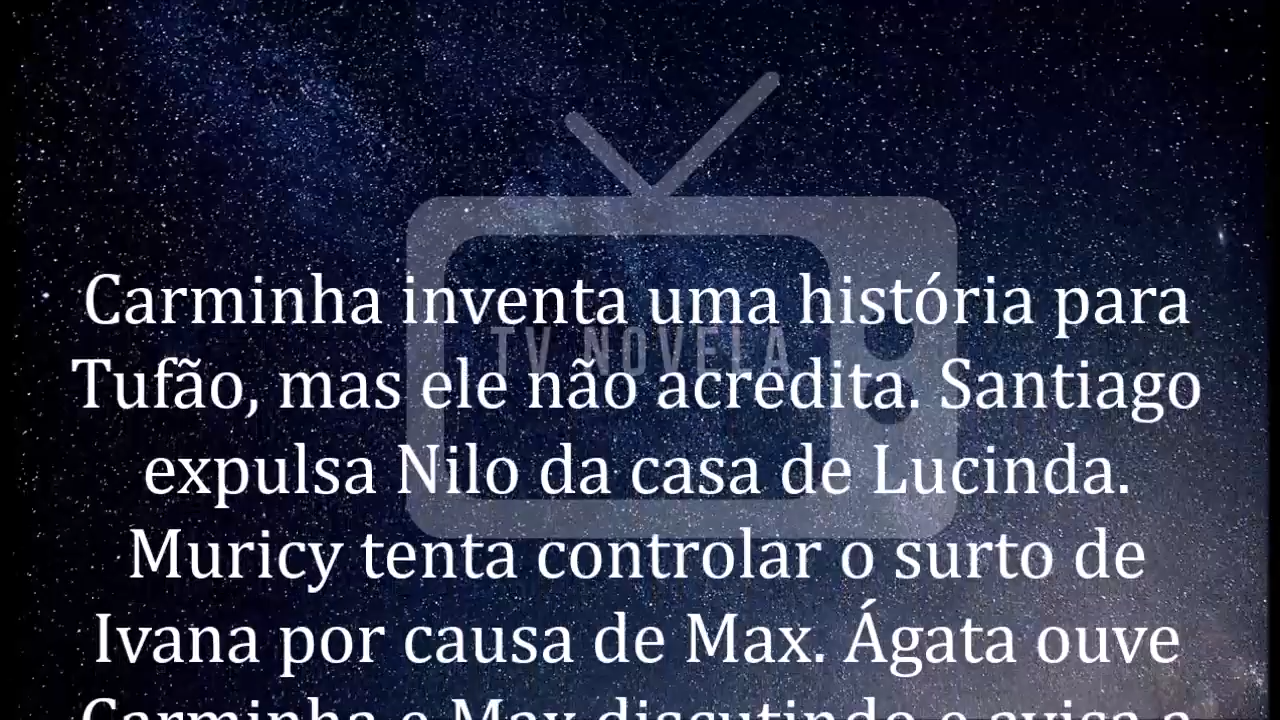 Carminha inventa uma história para
TV NOVELA
Tufão, mas ele não acredita. Santiago
expulsa Nilo da casa de Lucinda.
Muricy tenta controlar o surto de
Ivana por causa de Max. Ágata ouve
Carminha e Max discutindo e avisa a